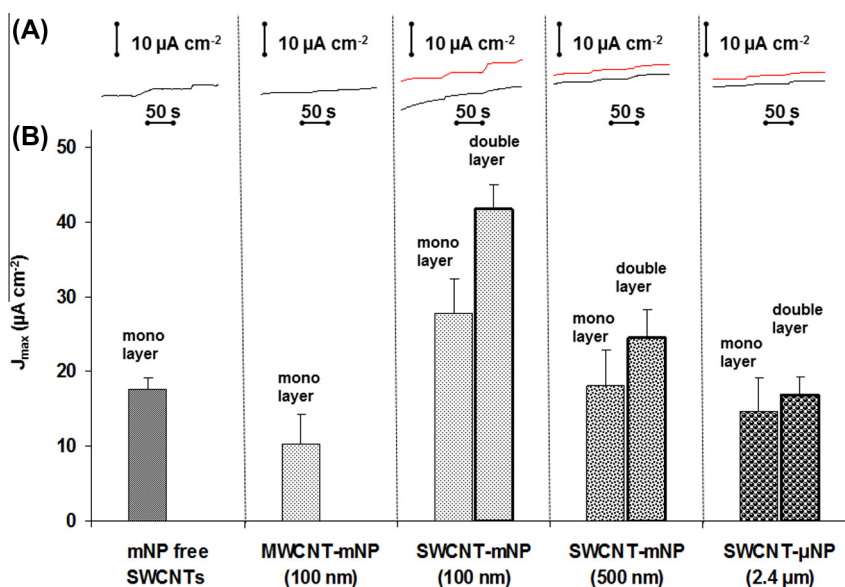 (A)
10 µA cm-2
10 µA cm-2
10 µA cm-2
10 µA cm-2
10 µA cm-2
50 s
50 s
50 s
50 s
50 s
(B)
Jmax (µA cm-2)
50
40
30
20
10
0
mono
layer
mono
layer
mono
layer
double
layer
mono
layer
double
layer
mono
layer
double
layer
mNP free
SWCNTs
MWCNT-mNP
(100 nm)
SWCNT-mNP
(100 nm)
SWCNT-mNP
(500 nm)
SWCNT-µNP
(2.4 µm)